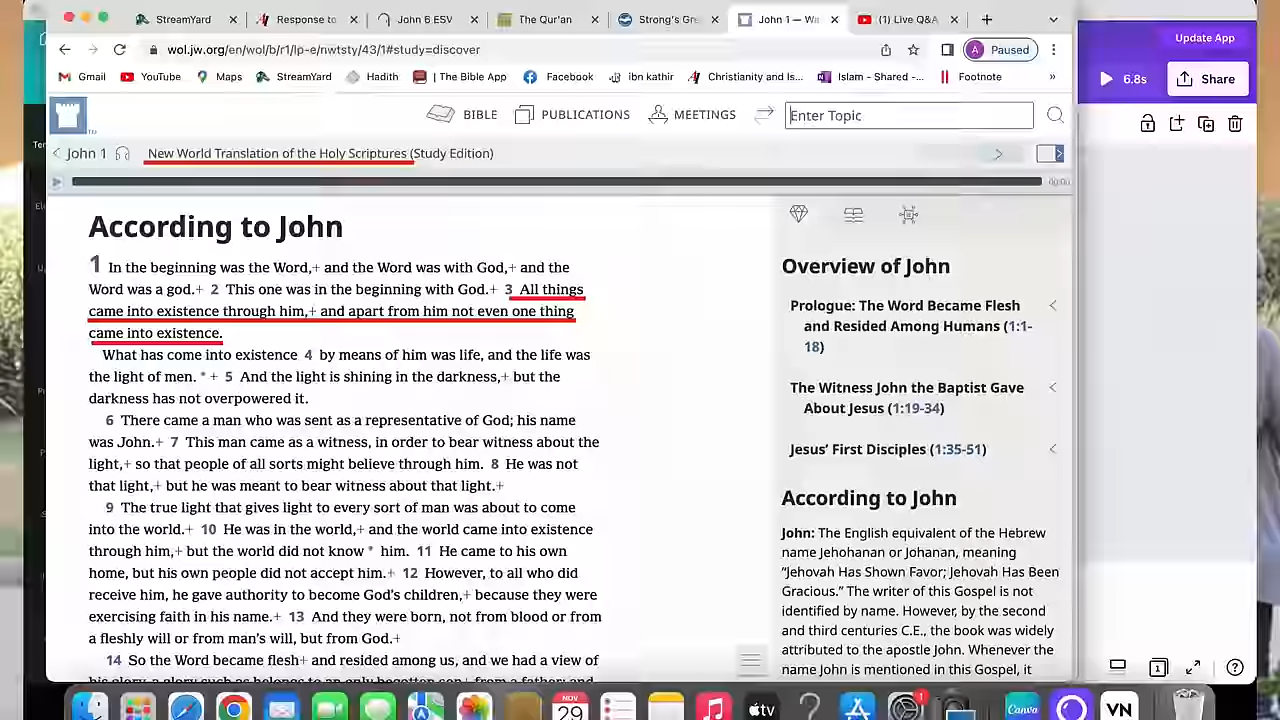 StreamYard
Response to
John 6 ESV
The Qur'an
Strong's Gre
John 1 — Wa
(1) Live Q&A
Update App
wol.jw.org/en/wol/b/r1/lp-e/nwtsty/43/1#study=discover
A Paused
6.8s
Share
Gmail
YouTube
Maps
StreamYard
Hadith
| The Bible App
Facebook
ibn kathir
Christianity and Is...
Islam - Shared -...
Footnote
»
BIBLE
PUBLICATIONS
MEETINGS
Enter Topic
John 1
New World Translation of the Holy Scriptures (Study Edition)
According to John
1 In the beginning was the Word,+ and the Word was with God,+ and the
Word was a god.+ 2 This one was in the beginning with God.+ 3 All things
came into existence through him,+ and apart from him not even one thing
came into existence.
What has come into existence 4 by means of him was life, and the life was
the light of men. * + 5 And the light is shining in the darkness,+ but the
darkness has not overpowered it.
6 There came a man who was sent as a representative of God; his name
was John.+ 7 This man came as a witness, in order to bear witness about the
light,+ so that people of all sorts might believe through him. 8 He was not
that light,+ but he was meant to bear witness about that light.+
9 The true light that gives light to every sort of man was about to come
into the world.+ 10 He was in the world,+ and the world came into existence
through him,+ but the world did not know * him. 11 He came to his own
home, but his own people did not accept him.+ 12 However, to all who did
receive him, he gave authority to become God's children,+ because they were
exercising faith in his name.+ 13 And they were born, not from blood or from
a fleshly will or from man's will, but from God.+
14 So the Word became flesh+ and resided among us, and we had a view of
Overview of John
Prologue: The Word Became Flesh
and Resided Among Humans (1:1-
18)
The Witness John the Baptist Gave
About Jesus (1:19-34)
Jesus' First Disciples (1:35-51)
According to John
John: The English equivalent of the Hebrew
name Jehohanan or Johanan, meaning
"Jehovah Has Shown Favor; Jehovah Has Been
Gracious." The writer of this Gospel is not
identified by name. However, by the second
and third centuries C.E., the book was widely
attributed to the apostle John. Whenever the
name John is mentioned in this Gospel, it
1
NOV
29
tv
1
Canva
VN